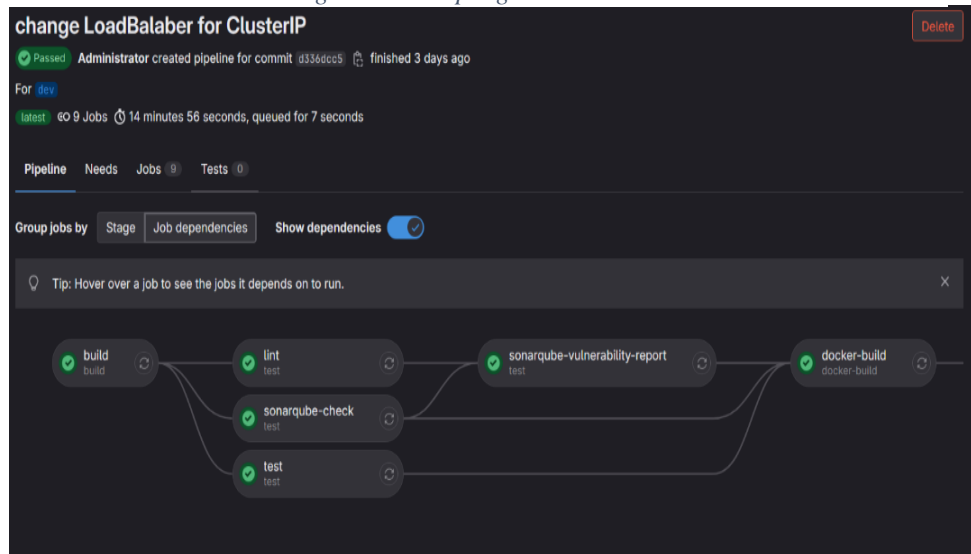 change LoadBalaber for ClusterIP
Delete
Passed Administrator created pipeline for commit d336dcc5 finished 3 days ago
For dev
latest 9 Jobs 14 minutes 56 seconds, queued for 7 seconds
Pipeline Needs Jobs 9 Tests 0
Group jobs by Stage Job dependencies Show dependencies
Tip: Hover over a job to see the jobs it depends on to run.
build
build
lint
test
sonarqube-vulnerability-report
test
docker-build
docker-build
sonarqube-check
test
test
test